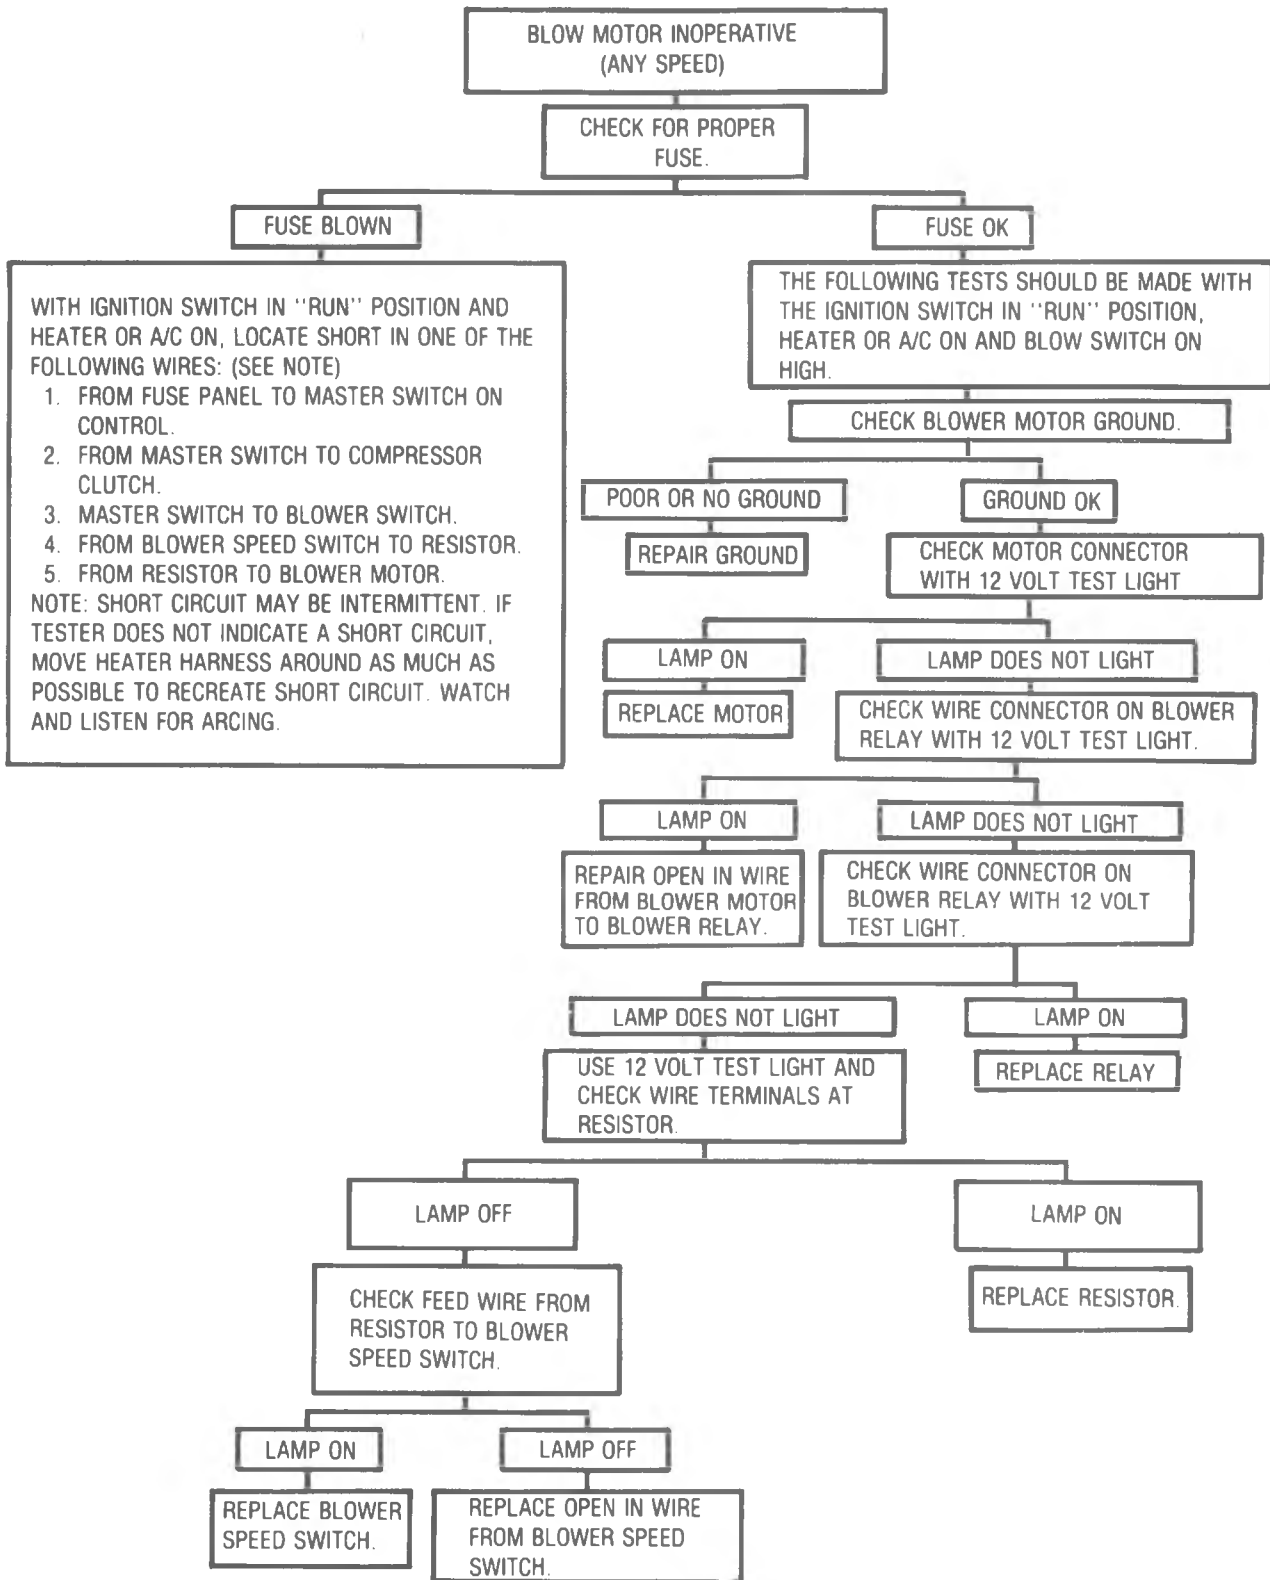 BLOW MOTOR INOPERATIVE
(ANY SPEED)
CHECK FOR PROPER
FUSE.
FUSE BLOWN
WITH IGNITION SWITCH IN "RUN" POSITION AND
HEATER OR A/C ON, LOCATE SHORT IN ONE OF THE
FOLLOWING WIRES: (SEE NOTE)
1. FROM FUSE PANEL TO MASTER SWITCH ON
CONTROL.
2. FROM MASTER SWITCH TO COMPRESSOR
CLUTCH.
3. MASTER SWITCH TO BLOWER SWITCH.
4. FROM BLOWER SPEED SWITCH TO RESISTOR.
5. FROM RESISTOR TO BLOWER MOTOR.
NOTE: SHORT CIRCUIT MAY BE INTERMITTENT. IF
TESTER DOES NOT INDICATE A SHORT CIRCUIT,
MOVE HEATER HARNESS AROUND AS MUCH AS
POSSIBLE TO RECREATE SHORT CIRCUIT. WATCH
AND LISTEN FOR ARCING.
FUSE OK
THE FOLLOWING TESTS SHOULD BE MADE WITH
THE IGNITION SWITCH IN "RUN" POSITION,
HEATER OR A/C ON AND BLOW SWITCH ON
HIGH.
CHECK BLOWER MOTOR GROUND.
POOR OR NO GROUND
REPAIR GROUND
GROUND OK
CHECK MOTOR CONNECTOR
WITH 12 VOLT TEST LIGHT
LAMP ON
REPLACE MOTOR
LAMP DOES NOT LIGHT
CHECK WIRE CONNECTOR ON BLOWER
RELAY WITH 12 VOLT TEST LIGHT.
LAMP ON
REPAIR OPEN IN WIRE
FROM BLOWER MOTOR
TO BLOWER RELAY.
LAMP DOES NOT LIGHT
CHECK WIRE CONNECTOR ON
BLOWER RELAY WITH 12 VOLT
TEST LIGHT.
LAMP DOES NOT LIGHT
USE 12 VOLT TEST LIGHT AND
CHECK WIRE TERMINALS AT
RESISTOR.
LAMP ON
REPLACE RELAY
LAMP OFF
CHECK FEED WIRE FROM
RESISTOR TO BLOWER
SPEED SWITCH.
LAMP ON
REPLACE RESISTOR.
LAMP ON
REPLACE BLOWER
SPEED SWITCH.
LAMP OFF
REPLACE OPEN IN WIRE
FROM BLOWER SPEED
SWITCH.